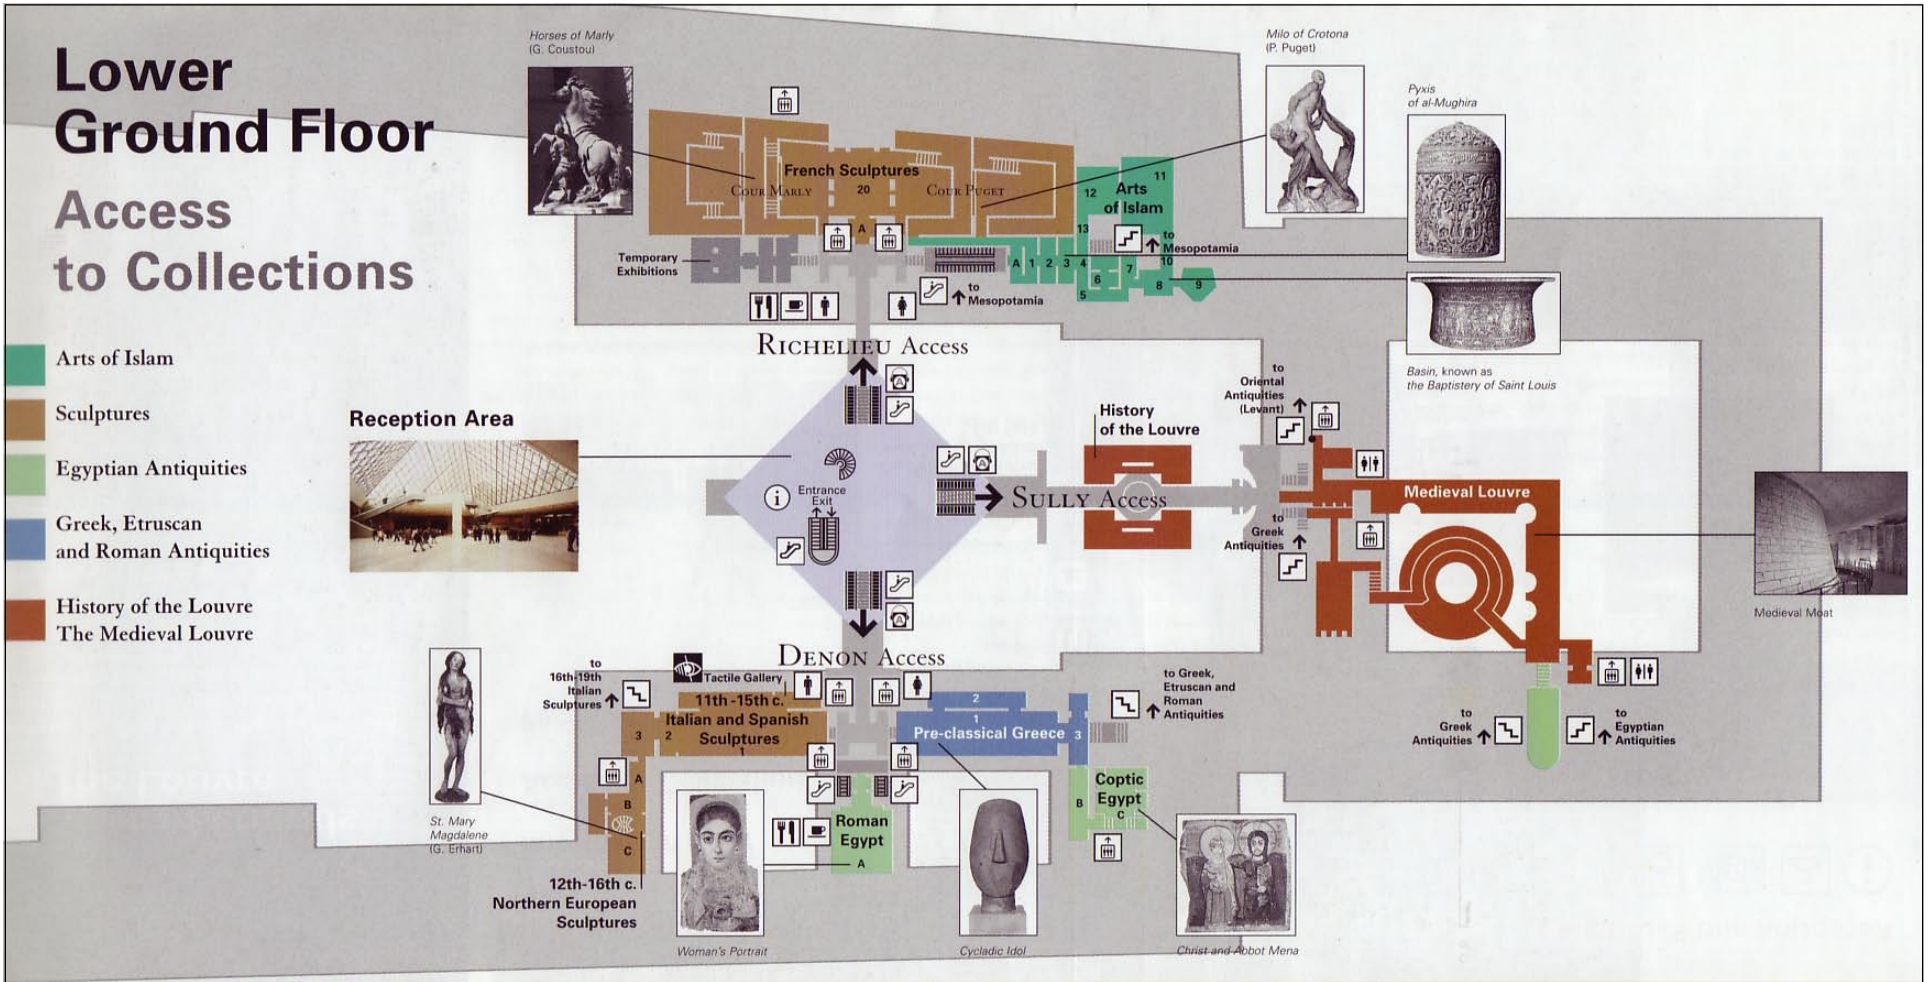 Lower
Ground Floor
Access
to Collections
Arts of Islam
Sculptures
Egyptian Antiquities
Greek, Etruscan
and Roman Antiquities
History of the Louvre
The Medieval Louvre
Horses of Marly
(G. Coustou)
Milo of Crotona
(P. Puget)
Pyxis
of al-Mughira
French Sculptures
COUR MARLY
20
COUR PUGET
A
Arts
of Islam
11
12
13
to
Mesopotamia
10
Temporary
Exhibitions
A 1 2 3 4
5
6
7
8
9
to
Mesopotamia
RICHELIEU Access
Basin, known as
the Baptistery of Saint Louis
Reception Area
A
i
Entrance
Exit
A
SULLY Access
History
of the Louvre
to
Oriental
Antiquities
(Levant)
to
Greek
Antiquities
Medieval Louvre
Medieval Moat
A
DENON Access
to
16th-19th
Italian
Sculptures
Tactile Gallery
11th -15th c.
Italian and Spanish
Sculptures
1
2
3
A
B
C
St. Mary
Magdalene
(G. Erhart)
12th-16th c.
Northern European
Sculptures
Woman's Portrait
Roman
Egypt
A
2
1
Pre-classical Greece
3
to Greek,
Etruscan and
Roman
Antiquities
Coptic
Egypt
C
B
Cycladic Idol
Christ and Abbot Mena
to
Greek
Antiquities
to
Egyptian
Antiquities